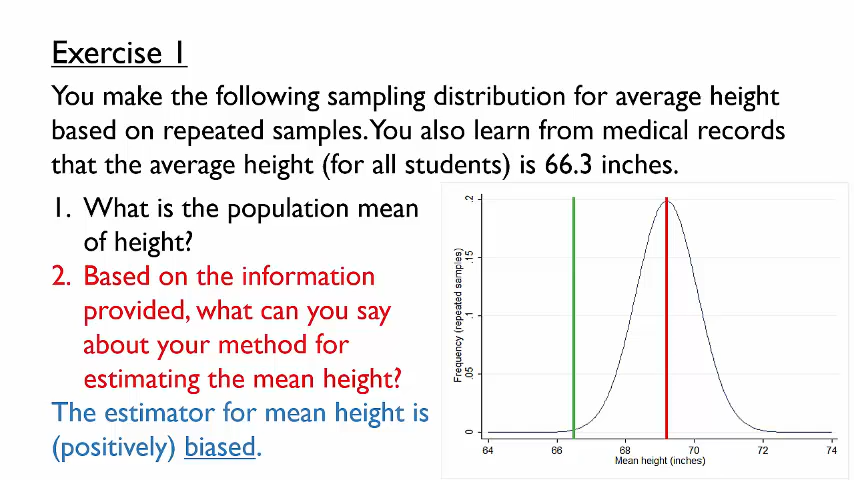 Exercise 1
You make the following sampling distribution for average height
based on repeated samples. You also learn from medical records
that the average height (for all students) is 66.3 inches.
1. What is the population mean
of height?
2. Based on the information
provided, what can you say
about your method for
estimating the mean height?
The estimator for mean height is
(positively) biased.
Frequency (repeated samples)
.2
.15
.1
.05
0
64 66 68 70 72 74
Mean height (inches)